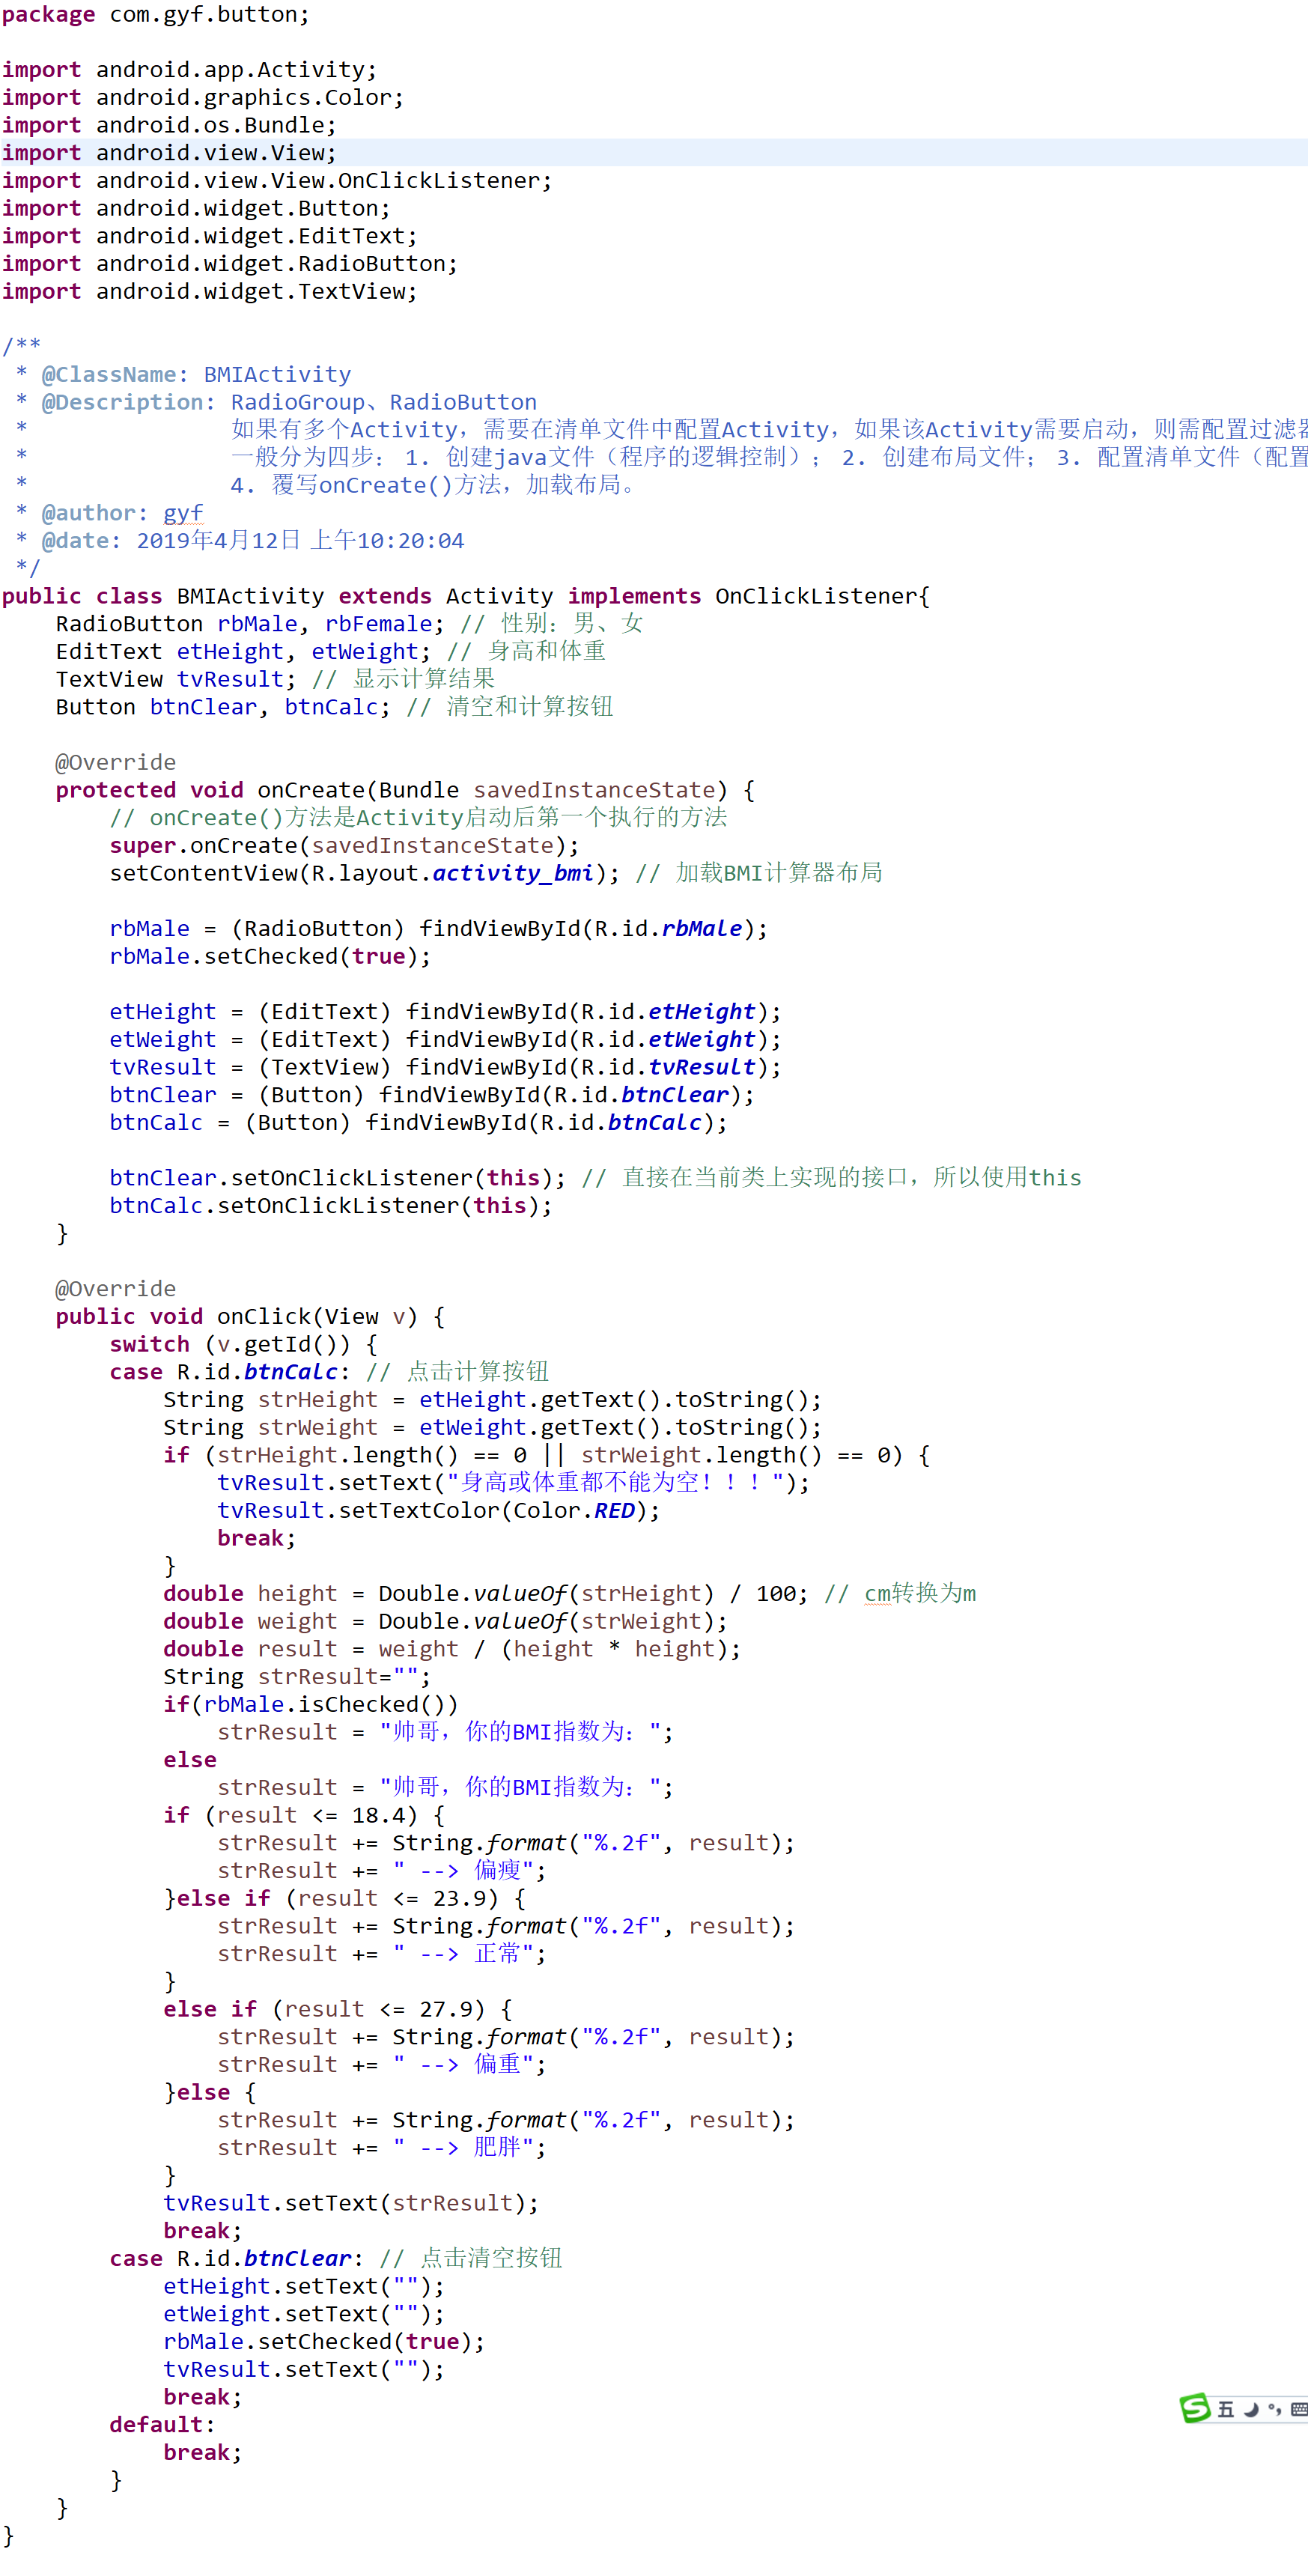 package com.gyf.button;
import android.app.Activity;
import android.graphics.Color;
import android.os.Bundle;
import android.view.View;
import android.view.View.OnClickListener;
import android.widget.Button;
import android.widget.EditText;
import android.widget.RadioButton;
import android.widget.TextView;
/**
 * @ClassName: BMIActivity
 * @Description: RadioGroup、RadioButton
 *               如果有多个Activity，需要在清单文件中配置Activity，如果该Activity需要启动，则需配置过滤器
 *               一般分为四步： 1. 创建java文件（程序的逻辑控制）； 2. 创建布局文件； 3. 配置清单文件（配置
 *               4. 覆写onCreate()方法，加载布局。
 * @author: gyf
 * @date: 2019年4月12日 上午10:20:04
 */
public class BMIActivity extends Activity implements OnClickListener{
    RadioButton rbMale, rbFemale; // 性别：男、女
    EditText etHeight, etWeight; // 身高和体重
    TextView tvResult; // 显示计算结果
    Button btnClear, btnCalc; // 清空和计算按钮
    @Override
    protected void onCreate(Bundle savedInstanceState) {
        // onCreate()方法是Activity启动后第一个执行的方法
        super.onCreate(savedInstanceState);
        setContentView(R.layout.activity_bmi); // 加载BMI计算器布局
        rbMale = (RadioButton) findViewById(R.id.rbMale);
        rbMale.setChecked(true);
        etHeight = (EditText) findViewById(R.id.etHeight);
        etWeight = (EditText) findViewById(R.id.etWeight);
        tvResult = (TextView) findViewById(R.id.tvResult);
        btnClear = (Button) findViewById(R.id.btnClear);
        btnCalc = (Button) findViewById(R.id.btnCalc);
        btnClear.setOnClickListener(this); // 直接在当前类上实现的接口，所以使用this
        btnCalc.setOnClickListener(this);
    }
    @Override
    public void onClick(View v) {
        switch (v.getId()) {
        case R.id.btnCalc: // 点击计算按钮
            String strHeight = etHeight.getText().toString();
            String strWeight = etWeight.getText().toString();
            if (strHeight.length() == 0 || strWeight.length() == 0) {
                tvResult.setText("身高或体重都不能为空！！！");
                tvResult.setTextColor(Color.RED);
                break;
            }
            double height = Double.valueOf(strHeight) / 100; // cm转换为m
            double weight = Double.valueOf(strWeight);
            double result = weight / (height * height);
            String strResult="";
            if(rbMale.isChecked())
                strResult = "帅哥，你的BMI指数为：";
            else
                strResult = "帅哥，你的BMI指数为：";
            if (result <= 18.4) {
                strResult += String.format("%.2f", result);
                strResult += " --> 偏瘦";
            }else if (result <= 23.9) {
                strResult += String.format("%.2f", result);
                strResult += " --> 正常";
            }
            else if (result <= 27.9) {
                strResult += String.format("%.2f", result);
                strResult += " --> 偏重";
            }else {
                strResult += String.format("%.2f", result);
                strResult += " --> 肥胖";
            }
            tvResult.setText(strResult);
            break;
        case R.id.btnClear: // 点击清空按钮
            etHeight.setText("");
            etWeight.setText("");
            rbMale.setChecked(true);
            tvResult.setText("");
            break;
        default:
            break;
        }
    }
}
S 五